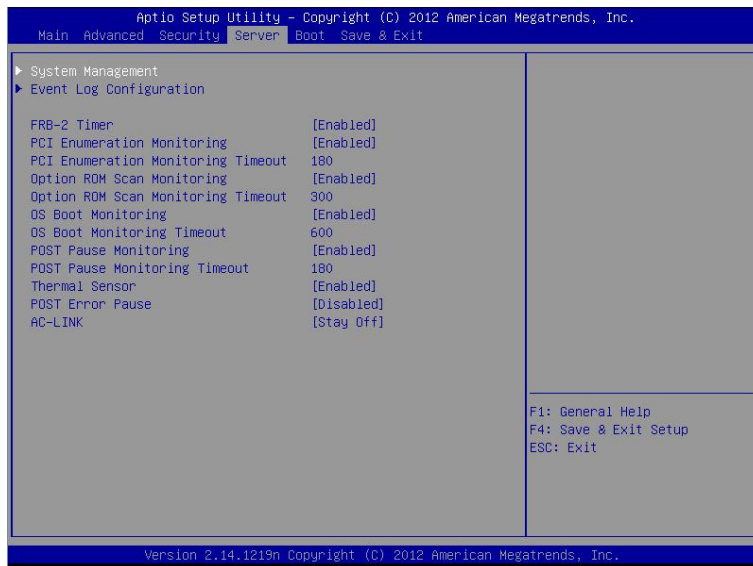 Aptio Setup Utility – Copyright (C) 2012 American Megatrends, Inc.
Main Advanced Security Server Boot Save & Exit
System Management
Event Log Configuration
FRB-2 Timer [Enabled]
PCI Enumeration Monitoring [Enabled]
PCI Enumeration Monitoring Timeout 180
Option ROM Scan Monitoring [Enabled]
Option ROM Scan Monitoring Timeout 300
OS Boot Monitoring [Enabled]
OS Boot Monitoring Timeout 600
POST Pause Monitoring [Enabled]
POST Pause Monitoring Timeout 180
Thermal Sensor [Enabled]
POST Error Pause [Disabled]
AC-LINK [Stay Off]
F1: General Help
F4: Save & Exit Setup
ESC: Exit
Version 2.14.1219n Copyright (C) 2012 American Megatrends, Inc.